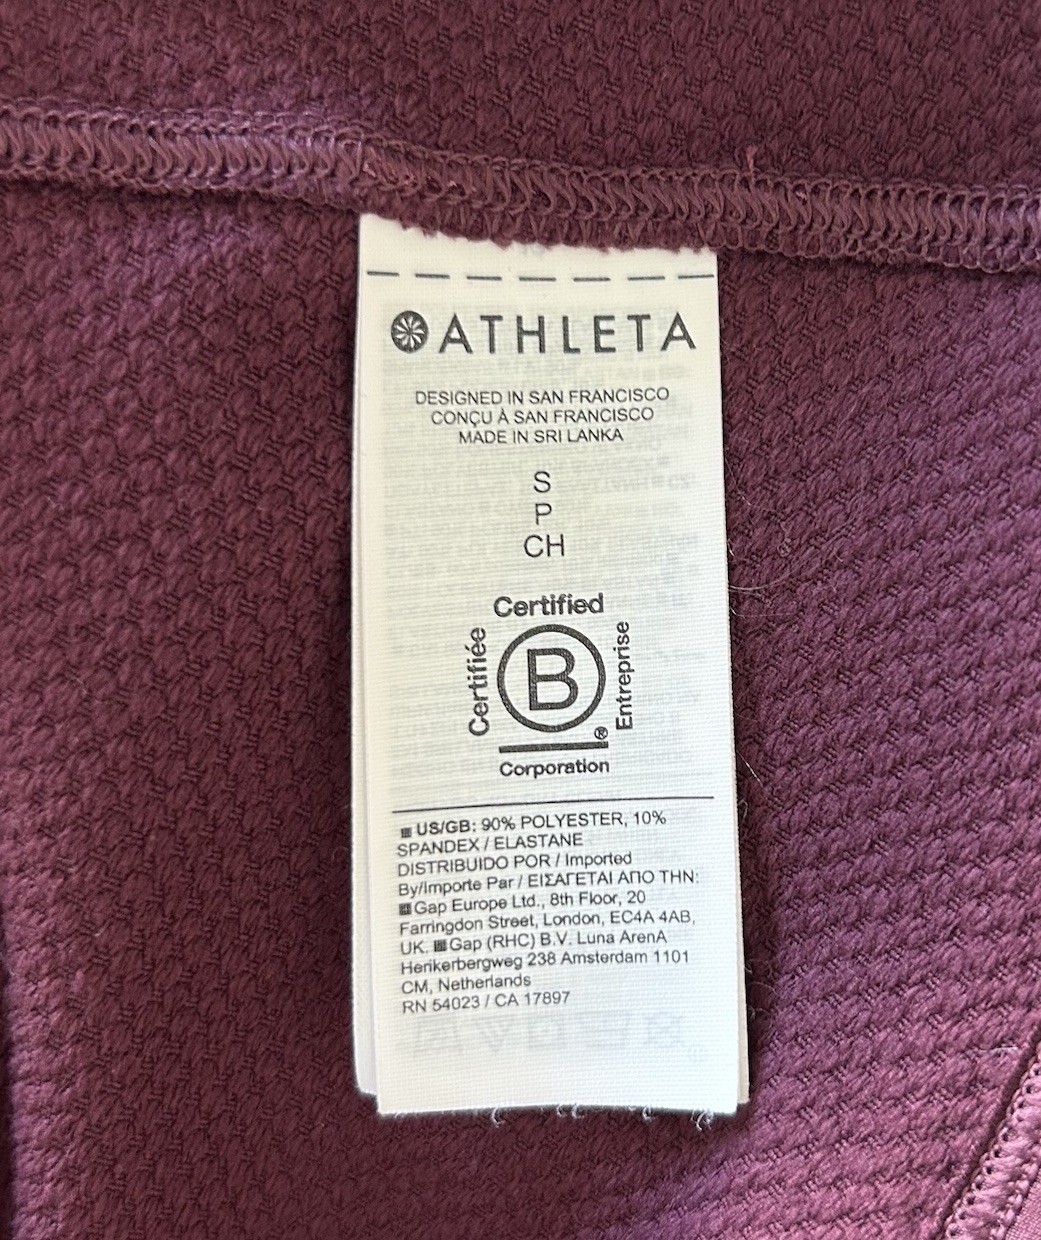 ATHLETA
DESIGNED IN SAN FRANCISCO
CONÇU À SAN FRANCISCO
MADE IN SRI LANKA
S
P
CH
Certified
Certifiée
B
Entreprise
®
Corporation
US/GB: 90% POLYESTER, 10%
SPANDEX / ELASTANE
DISTRIBUIDO POR / Imported
By/Importe Par / ΕΙΣΑΓΕΤΑΙ ΑΠΟ ΤΗΝ:
Gap Europe Ltd., 8th Floor, 20
Farringdon Street, London, EC4A 4AB,
UK. Gap (RHC) B.V. Luna ArenA
Herikerbergweg 238 Amsterdam 1101
CM, Netherlands
RN 54023 / CA 17897